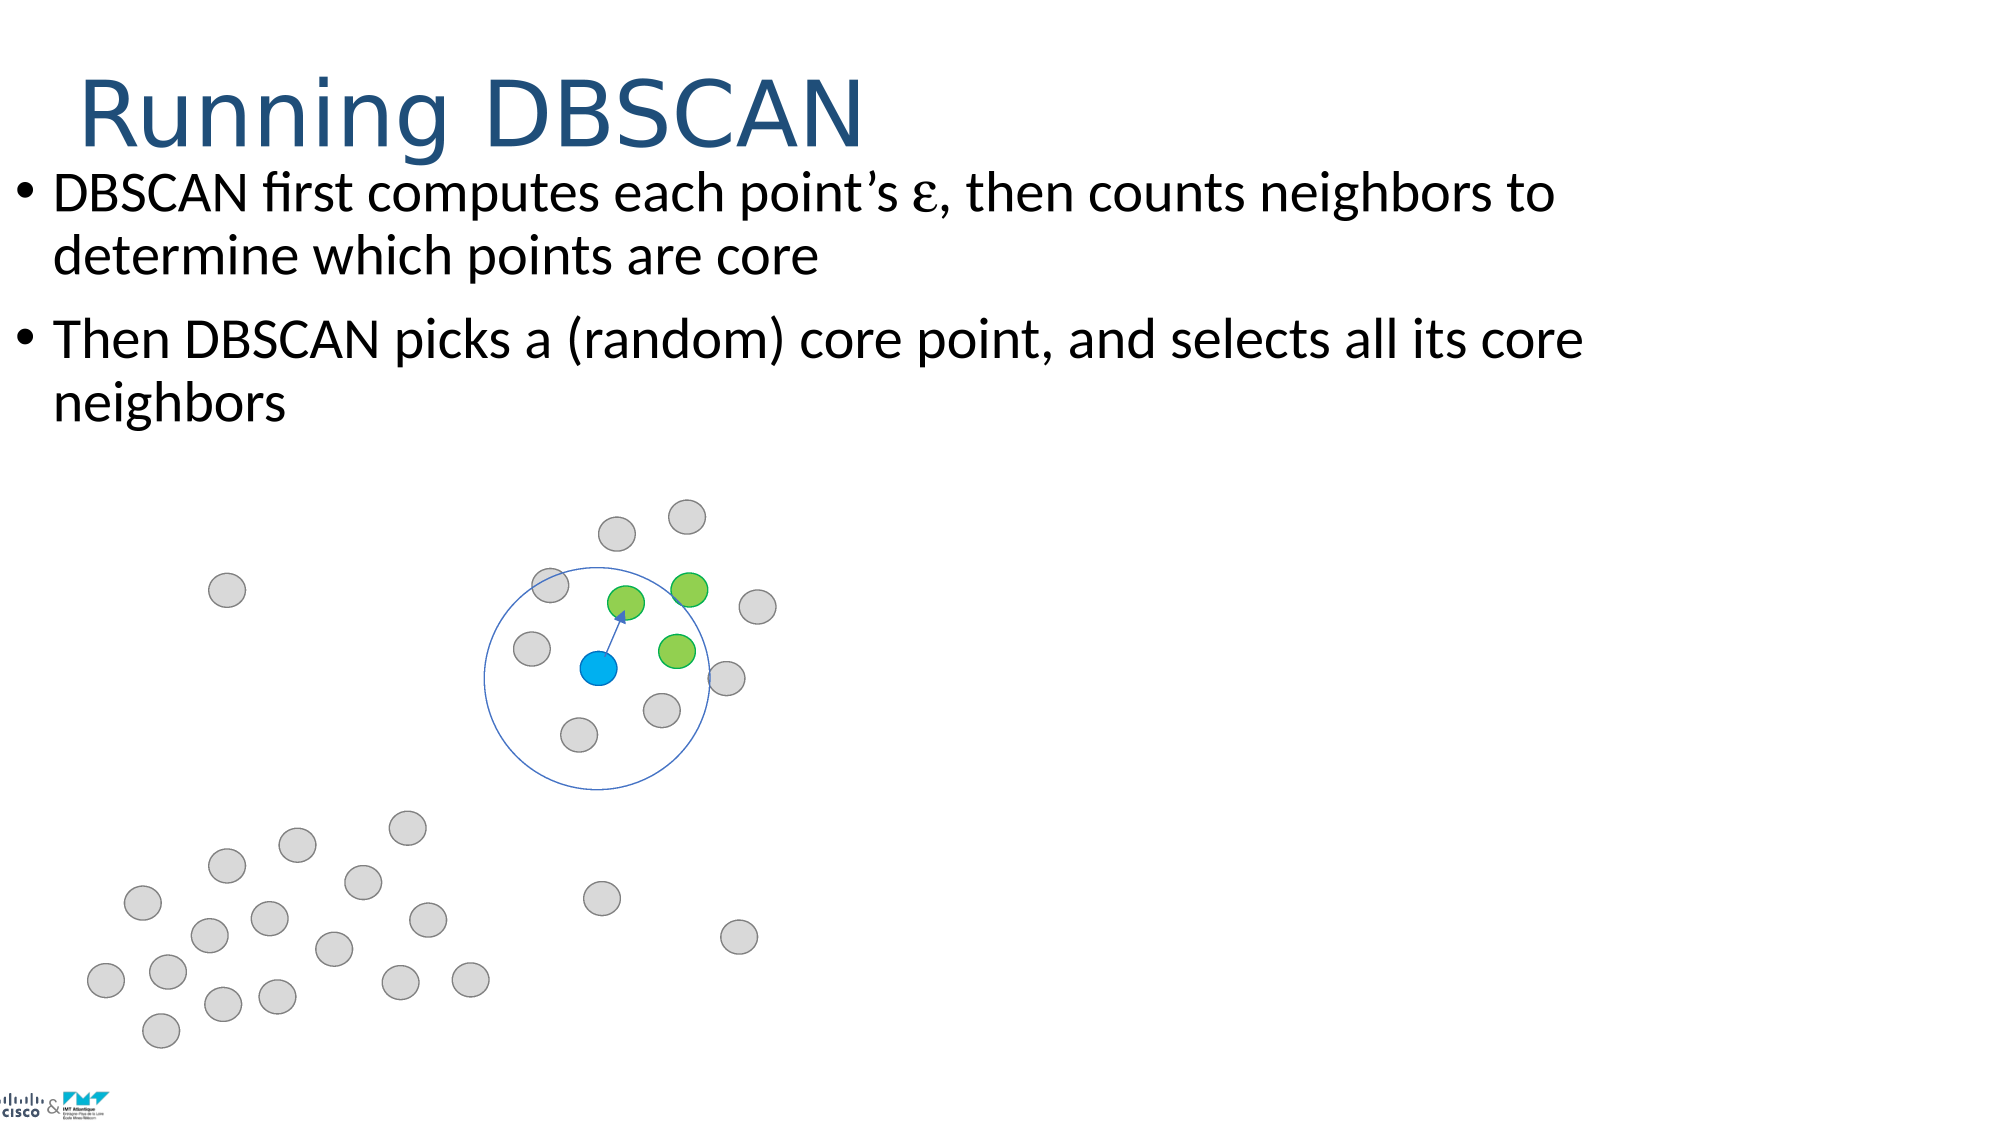 Running DBSCAN
• DBSCAN first computes each point’s ε, then counts neighbors to
determine which points are core
• Then DBSCAN picks a (random) core point, and selects all its core
neighbors
cisco & IMT Atlantique